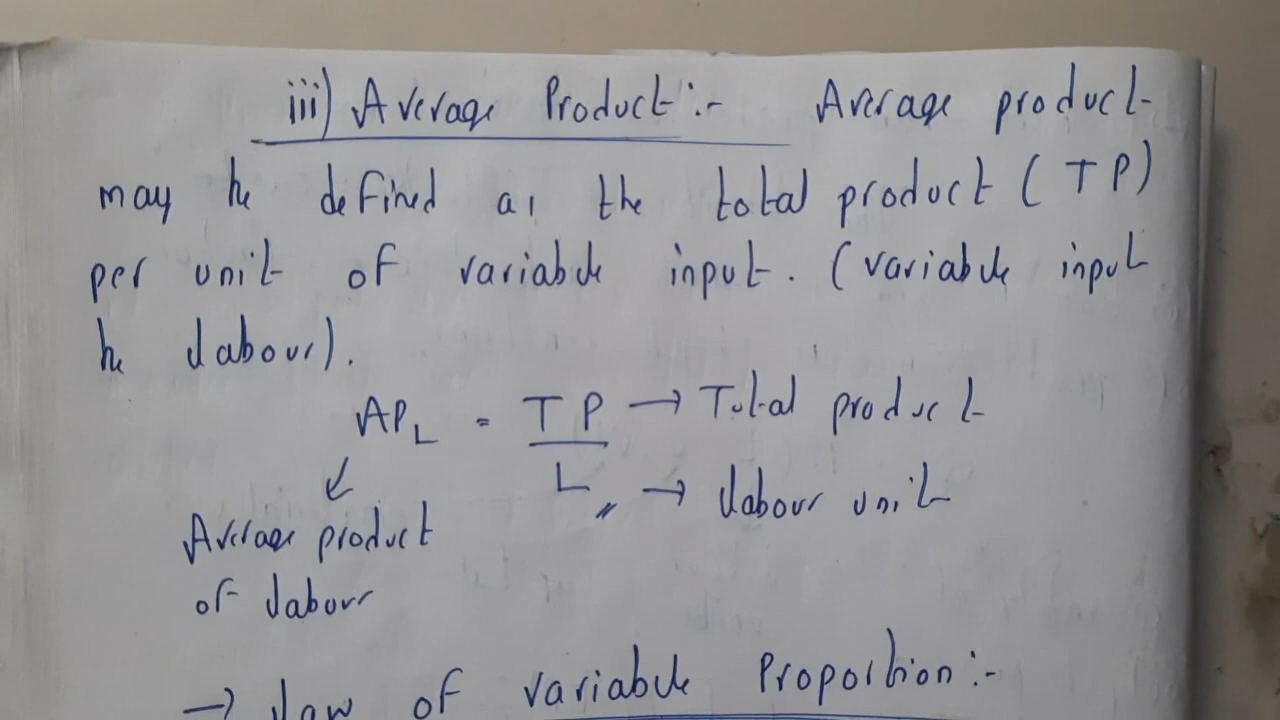 iii) Average Product :- Average product
may be defined as the total product (TP)
per unit of variable input. (variable input
be labour).
APL = TP → Total product
L → labour unit
↙
Average product
of labour
→ law of variable Proportion :-